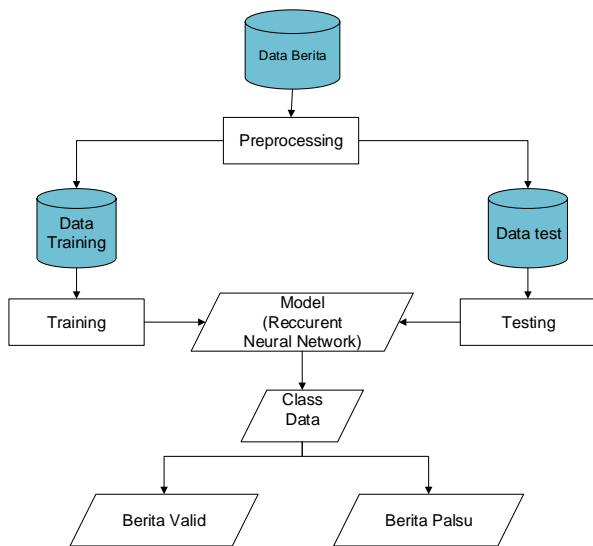 Data Berita
Preprocessing
Data
Training
Data test
Training
Model
(Reccurent
Neural Network)
Testing
Class
Data
Berita Valid
Berita Palsu